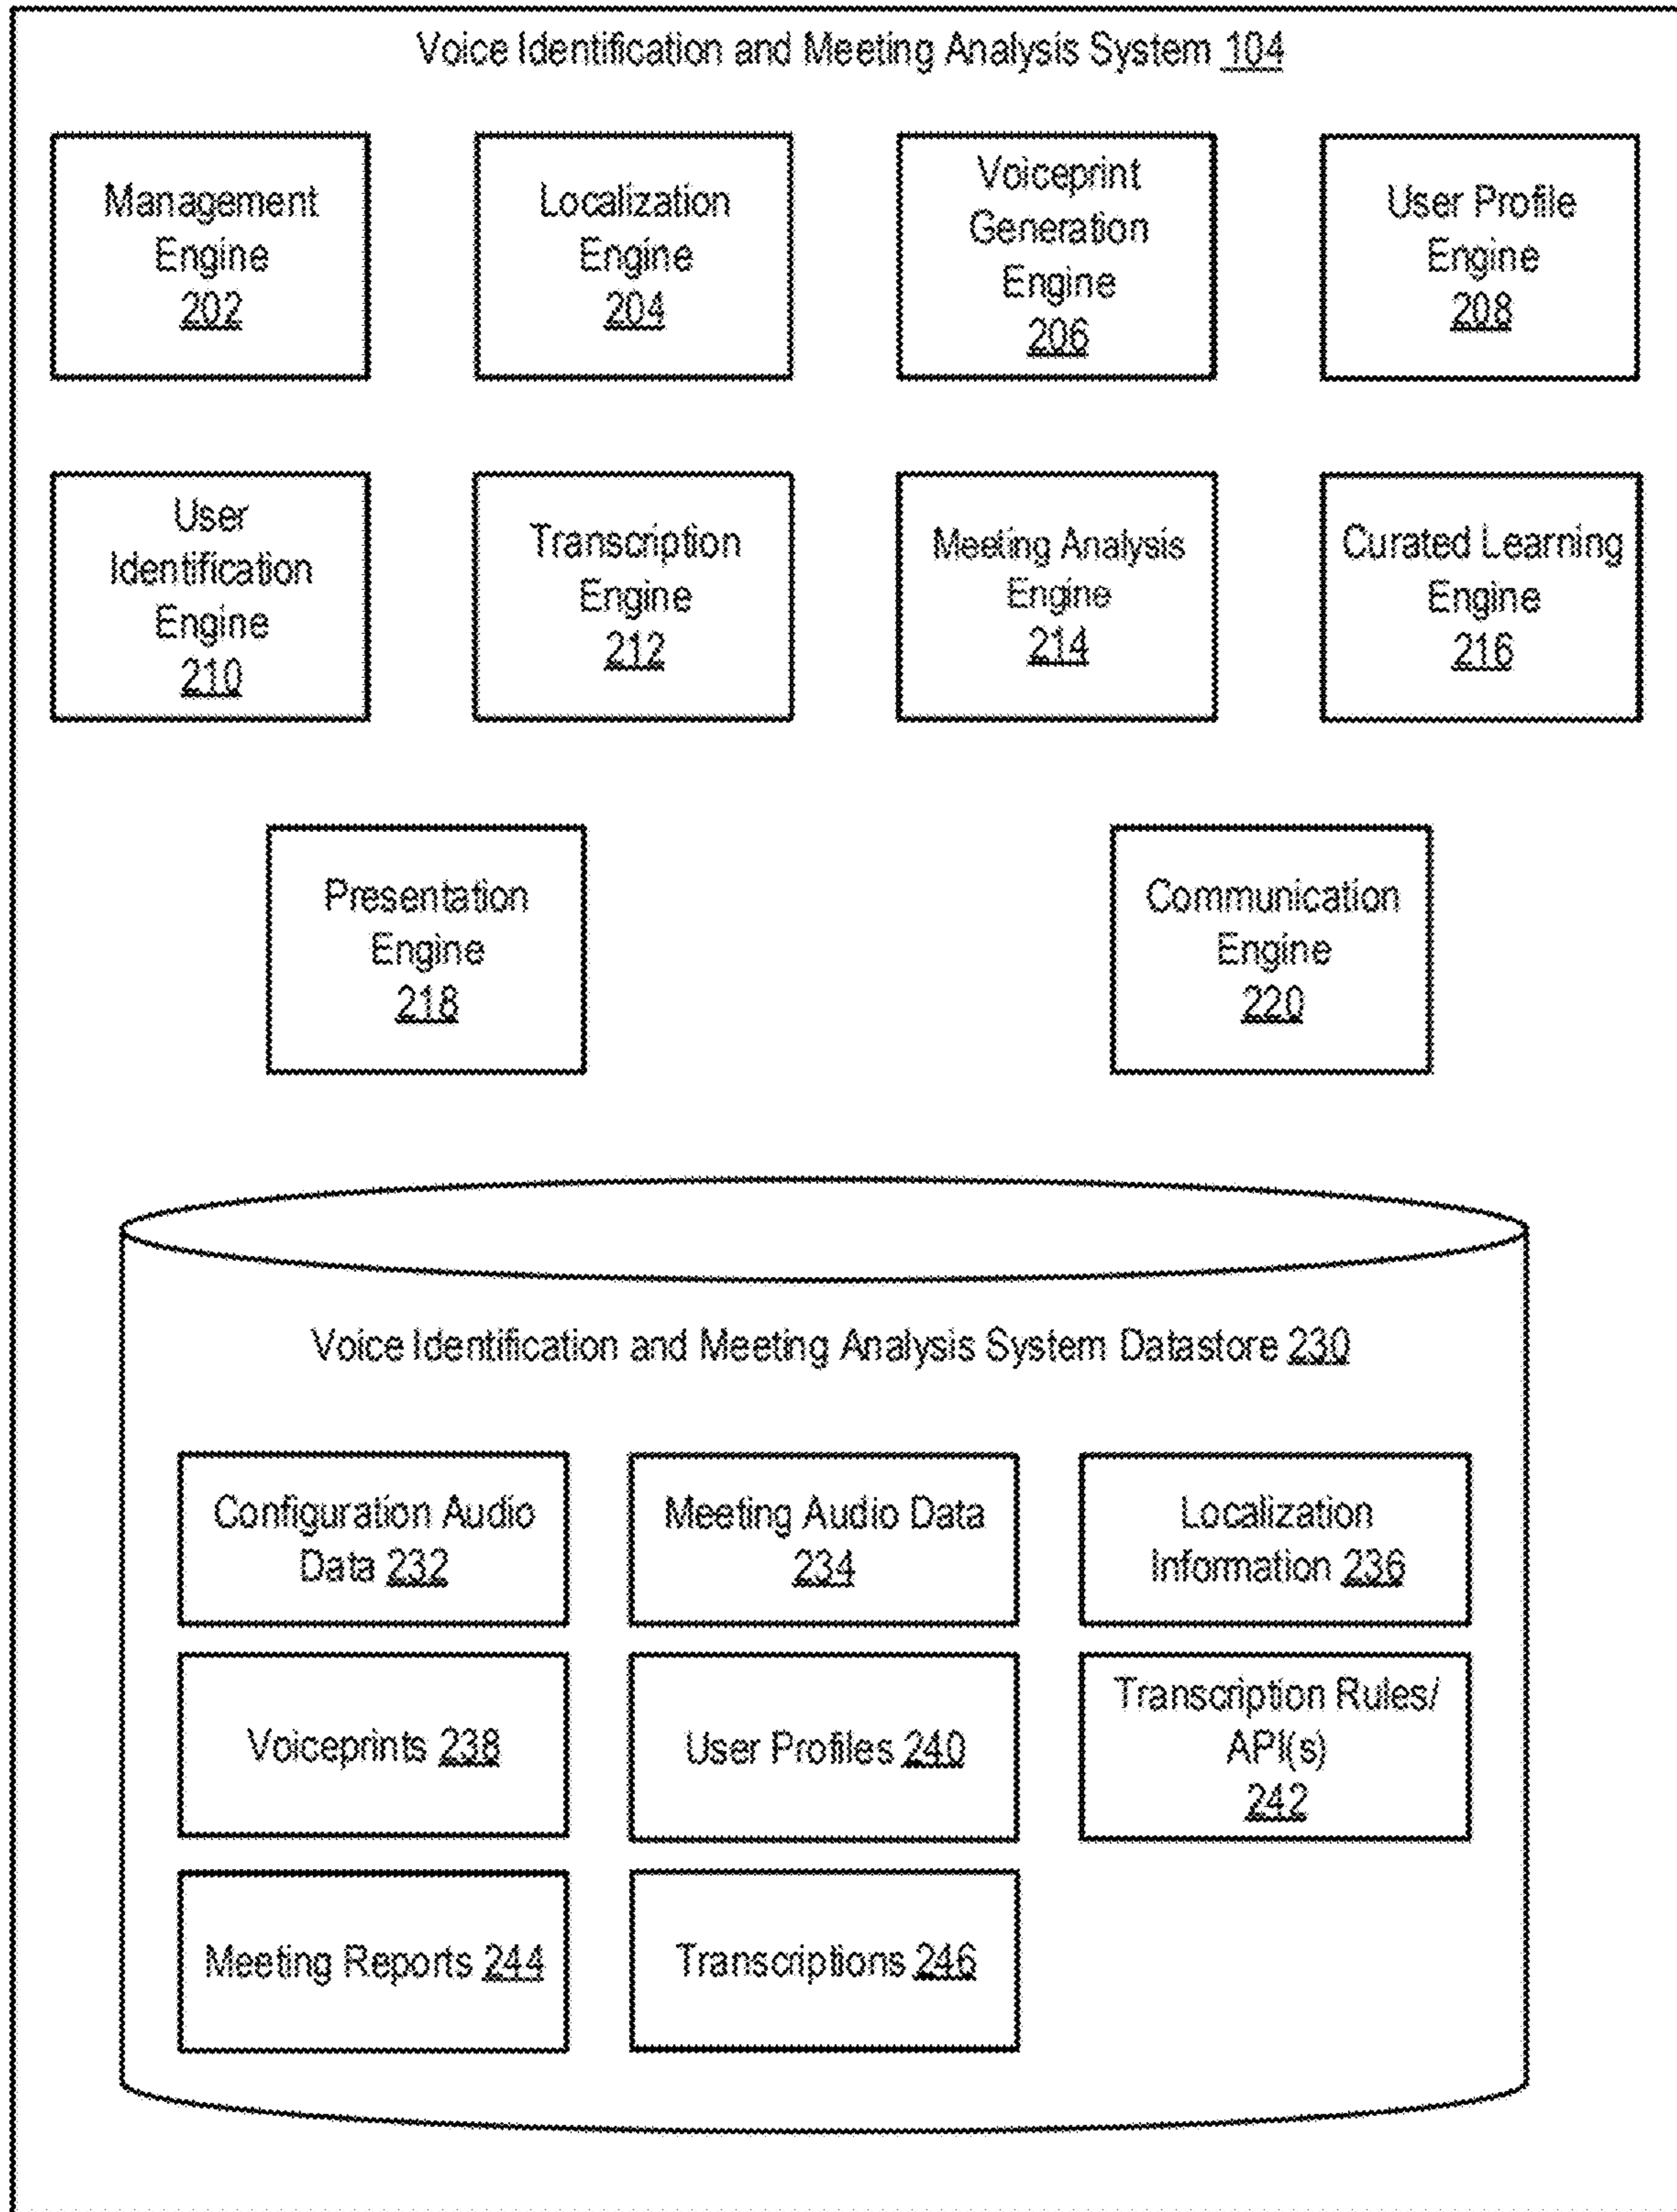 Voice Identification and Meeting Analysis System 104
Management
Engine
202
Localization
Engine
204
Voiceprint
Generation
Engine
206
User Profile
Engine
208
User
Identification
Engine
210
Transcription
Engine
212
Meeting Analysis
Engine
214
Curated Learning
Engine
216
Presentation
Engine
218
Communication
Engine
220
Voice Identification and Meeting Analysis System Datastore 230
Configuration Audio
Data 232
Meeting Audio Data
234
Localization
Information 236
Voiceprints 238
User Profiles 240
Transcription Rules/
API(s)
242
Meeting Reports 244
Transcriptions 246